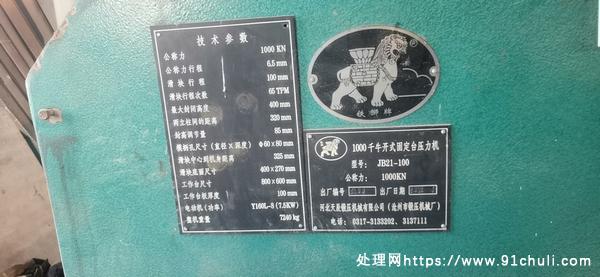 技术参数
公称力 1000 KN
公称力行程 6.5 mm
滑块行程 100 mm
滑块行程次数 65 TPM
最大封闭高度 400 mm
两立柱间的距离 320 mm
封高调节量 85 mm
模柄孔尺寸（直径×深度） Φ60×80 mm
滑块中心到机身距离 325 mm
滑块底面尺寸 400×270 mm
工作台尺寸 800×600 mm
工作台板厚度 100 mm
电动机（功率） Y160L-8 (7.5KW)
整机重量 7240 kg
铁狮牌
1000千牛开式固定台压力机
型号: JB21-100
公称力: 1000KN
出厂编号 出厂日期
河北天辰锻压机械有限公司（沧州市锻压机械厂）
电话: 0317-3133202、3137111
处理网https://www.91chuli.com/